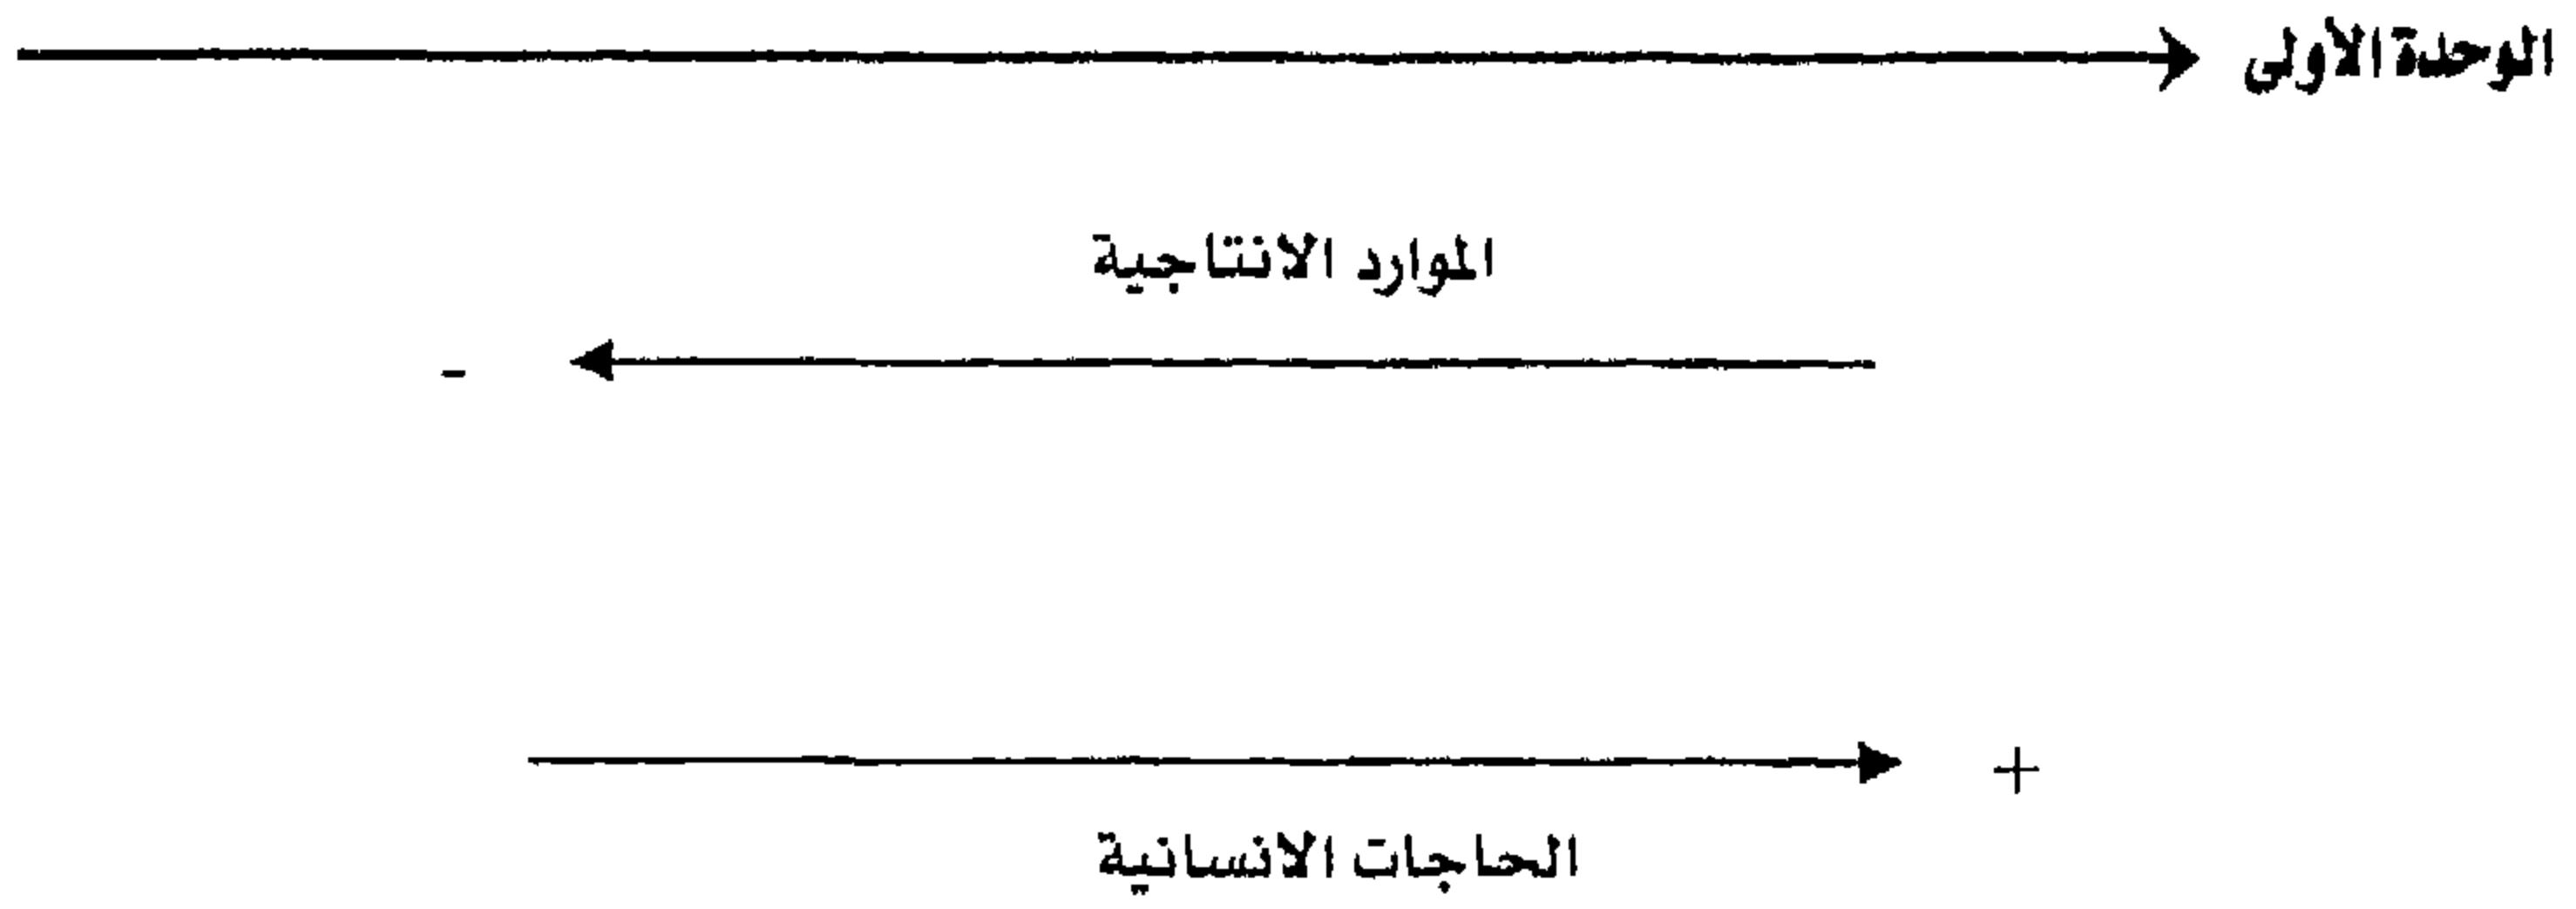 الوحدة الأولى
الموارد الانتاجية
-
+
الحاجات الانسانية